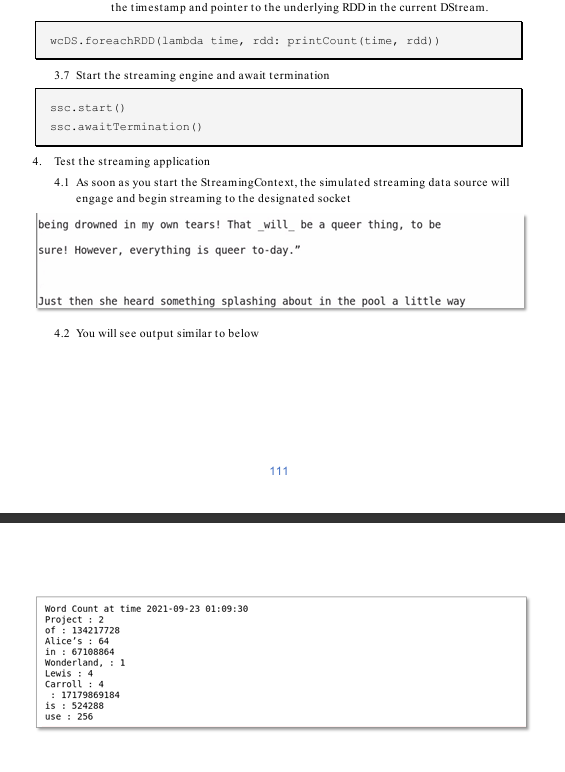 the timestamp and pointer to the underlying RDD in the current DStream.
wcDS.foreachRDD(lambda time, rdd: printCount(time, rdd))
3.7 Start the streaming engine and await termination
ssc.start()
ssc.awaitTermination()
4. Test the streaming application
4.1 As soon as you start the StreamingContext, the simulated streaming data source will
engage and begin streaming to the designated socket
being drowned in my own tears! That _will_ be a queer thing, to be
sure! However, everything is queer to-day.”
Just then she heard something splashing about in the pool a little way
4.2 You will see output similar to below
111
Word Count at time 2021-09-23 01:09:30
Project : 2
of : 134217728
Alice’s : 64
in : 67108864
Wonderland, : 1
Lewis : 4
Carroll : 4
: 17179869184
is : 524288
use : 256